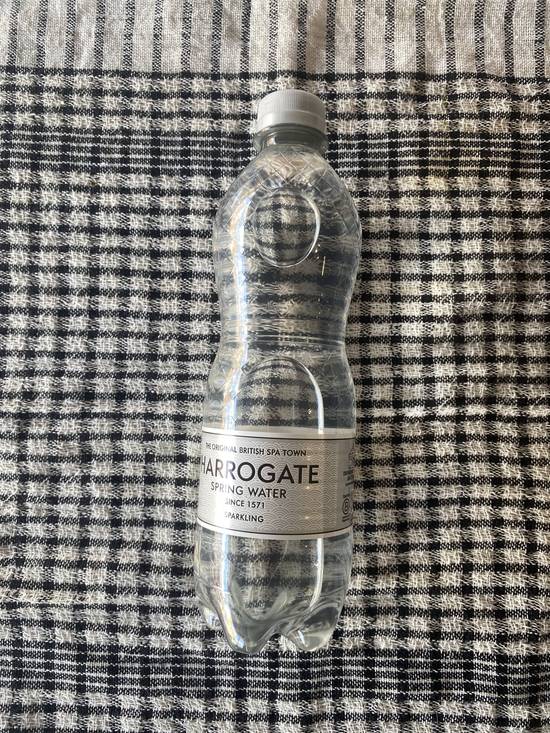 THE ORIGINAL BRITISH SPA TOWN
HARROGATE
SPRING WATER
SINCE 1571
SPARKLING